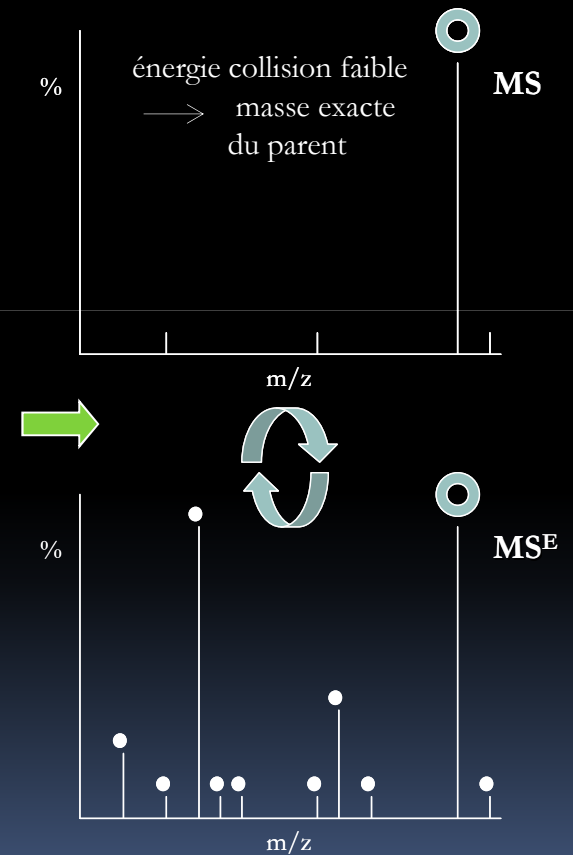 énergie collision faible
% MS
masse exacte
du parent
m/z
% MSᴱ
m/z